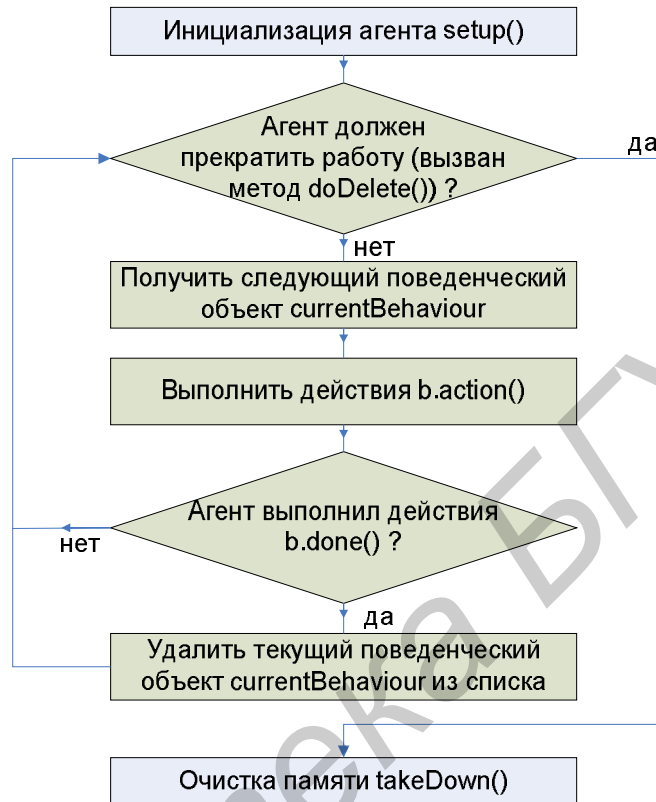 Инициализация агента setup()
Агент должен
прекратить работу (вызван
метод doDelete()) ?
да
нет
Получить следующий поведенческий
объект currentBehaviour
Выполнить действия b.action()
Агент выполнил действия
b.done() ?
нет
да
Удалить текущий поведенческий
объект currentBehaviour из списка
Очистка памяти takeDown()